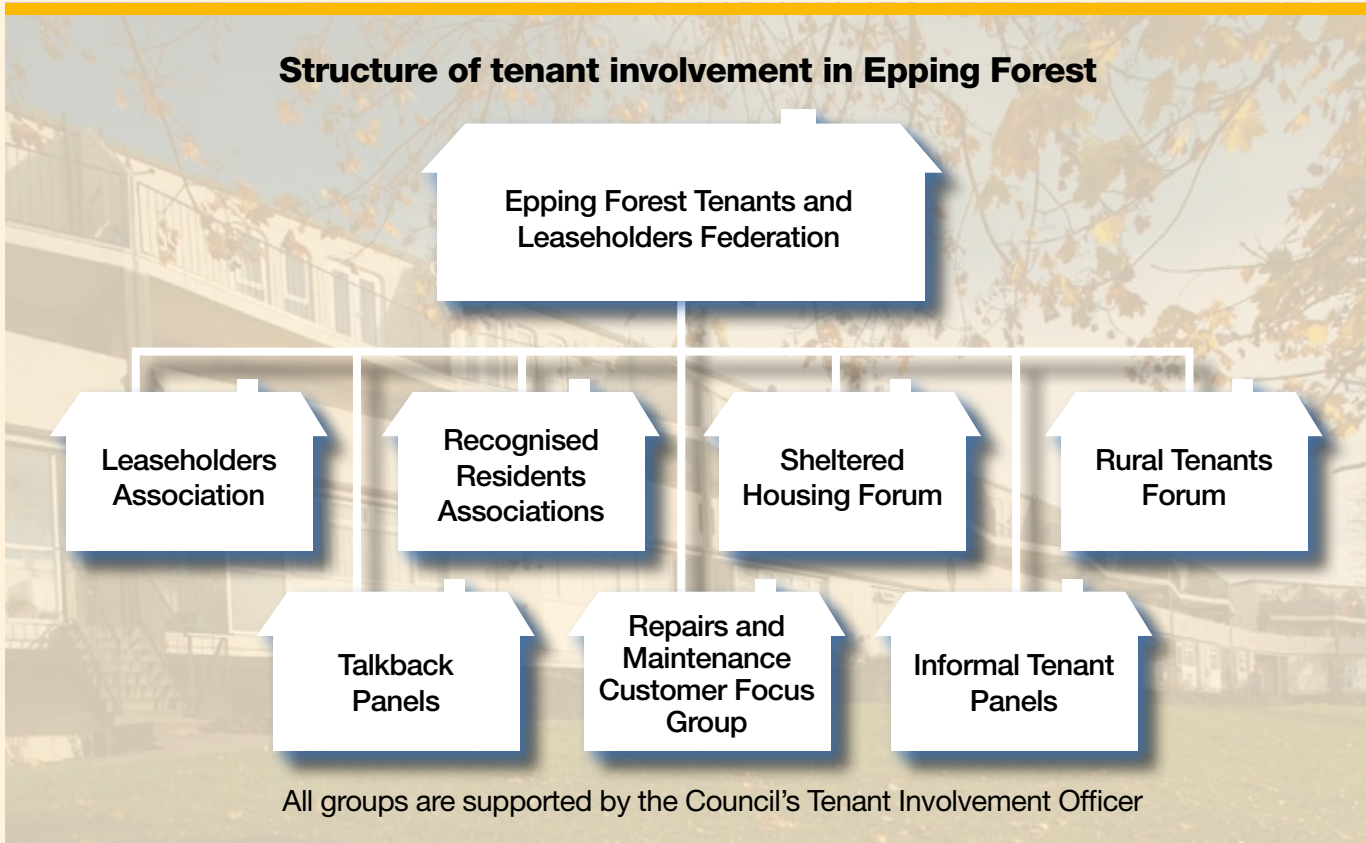 Structure of tenant involvement in Epping Forest
Epping Forest Tenants and
Leaseholders Federation
Leaseholders
Association
Recognised
Residents
Associations
Sheltered
Housing Forum
Rural Tenants
Forum
Talkback
Panels
Repairs and
Maintenance
Customer Focus
Group
Informal Tenant
Panels
All groups are supported by the Council's Tenant Involvement Officer